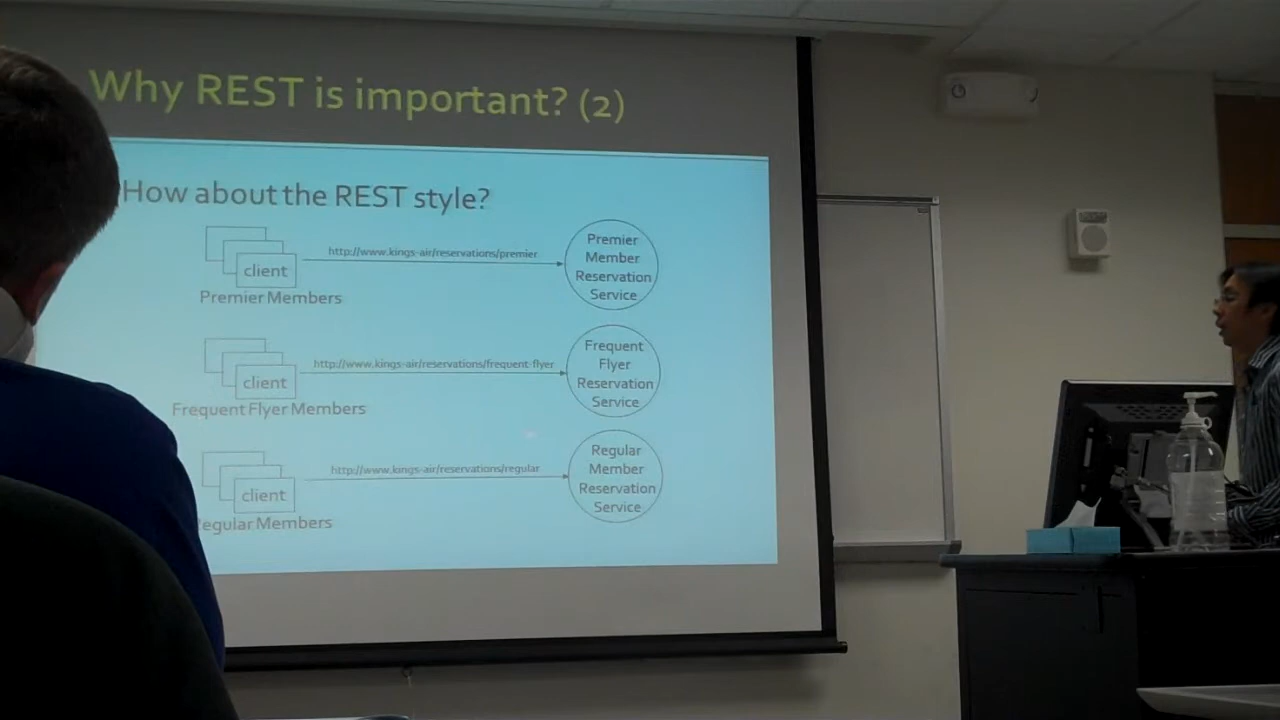 Why REST is important? (2)
How about the REST style?
client
Premier Members
http://www.kings-air/reservations/premier
Premier
Member
Reservation
Service
client
Frequent Flyer Members
http://www.kings-air/reservations/frequent-flyer
Frequent
Flyer
Reservation
Service
client
egular Members
http://www.kings-air/reservations/regular
Regular
Member
Reservation
Service